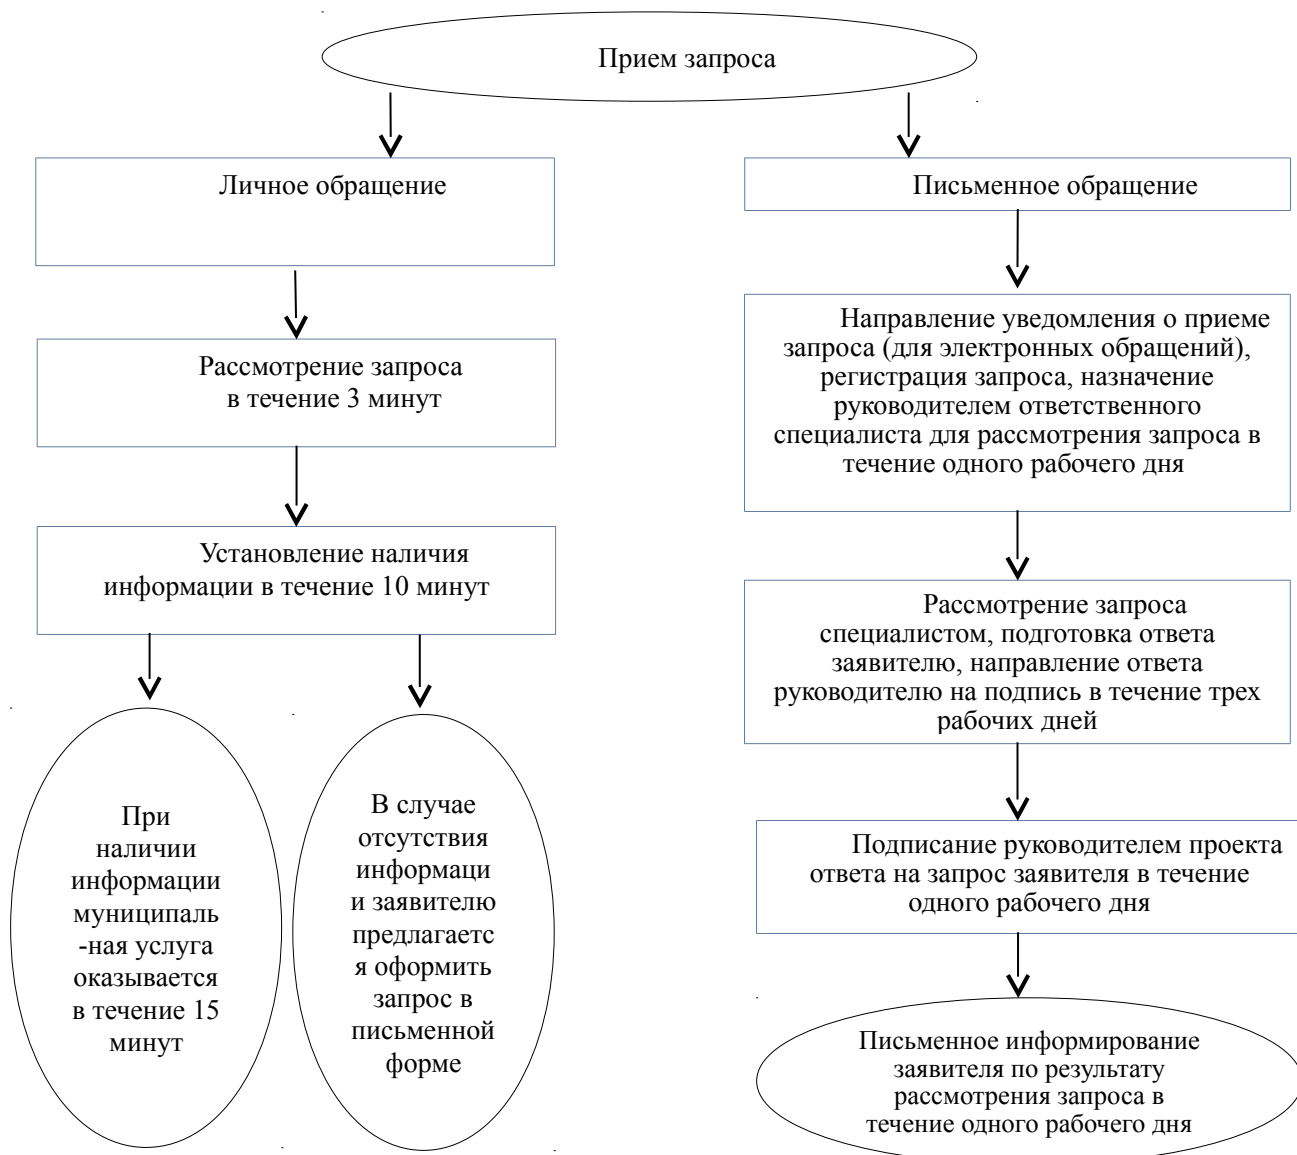 Прием запроса
Личное обращение
Рассмотрение запроса
в течение 3 минут
Установление наличия
информации в течение 10 минут
При
наличии
информации
муниципаль
-ная услуга
оказывается
в течение 15
минут
В случае
отсутствия
информаци
и заявителю
предлагаетс
я оформить
запрос в
письменной
форме
Письменное обращение
Направление уведомления о приеме
запроса (для электронных обращений),
регистрация запроса, назначение
руководителем ответственного
специалиста для рассмотрения запроса в
течение одного рабочего дня
Рассмотрение запроса
специалистом, подготовка ответа
заявителю, направление ответа
руководителю на подпись в течение трех
рабочих дней
Подписание руководителем проекта
ответа на запрос заявителя в течение
одного рабочего дня
Письменное информирование
заявителя по результату
рассмотрения запроса в
течение одного рабочего дня